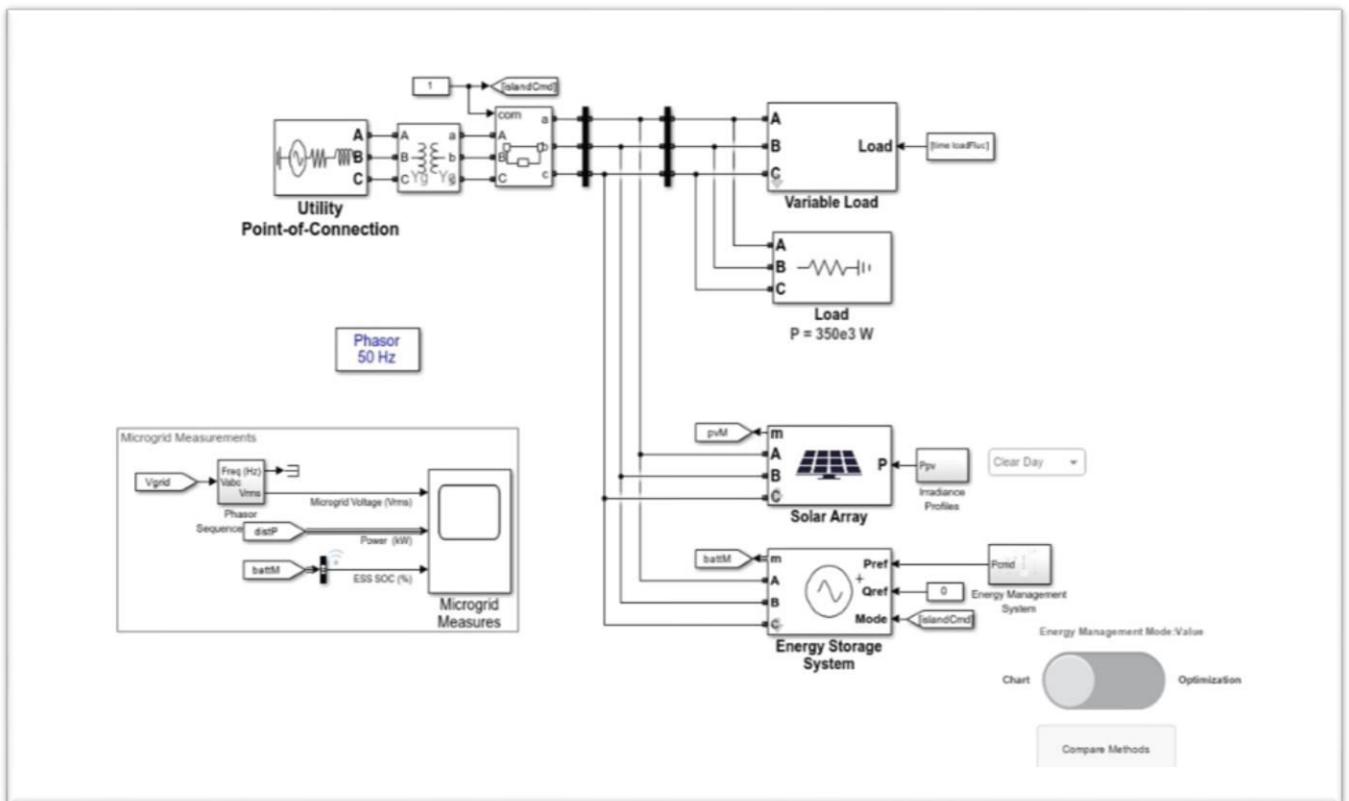 1
[islandCmd]
com
A
B
C
A
B
C
a
b
c
Yg
Yg
A
B
C
a
b
c
Utility
Point-of-Connection
A
B
C
Load
[time loadFluc]
Variable Load
A
B
C
Load
P = 350e3 W
Phasor
50 Hz
Microgrid Measurements
Vgrid
Freq (Hz)
Vabc
Vrms
Phasor
Sequence
Microgrid Voltage (Vrms)
distP
Power (kW)
battM
ESS SOC (%)
Microgrid
Measures
pvM
m
A
B
C
P
Solar Array
Ppv
Irradiance
Profiles
Clear Day
battM
m
A
B
C
Pref
Qref
Mode
+
Energy Storage
System
Pcmd
0
Energy Management
System
[islandCmd]
Energy Management Mode:Value
Chart
Optimization
Compare Methods